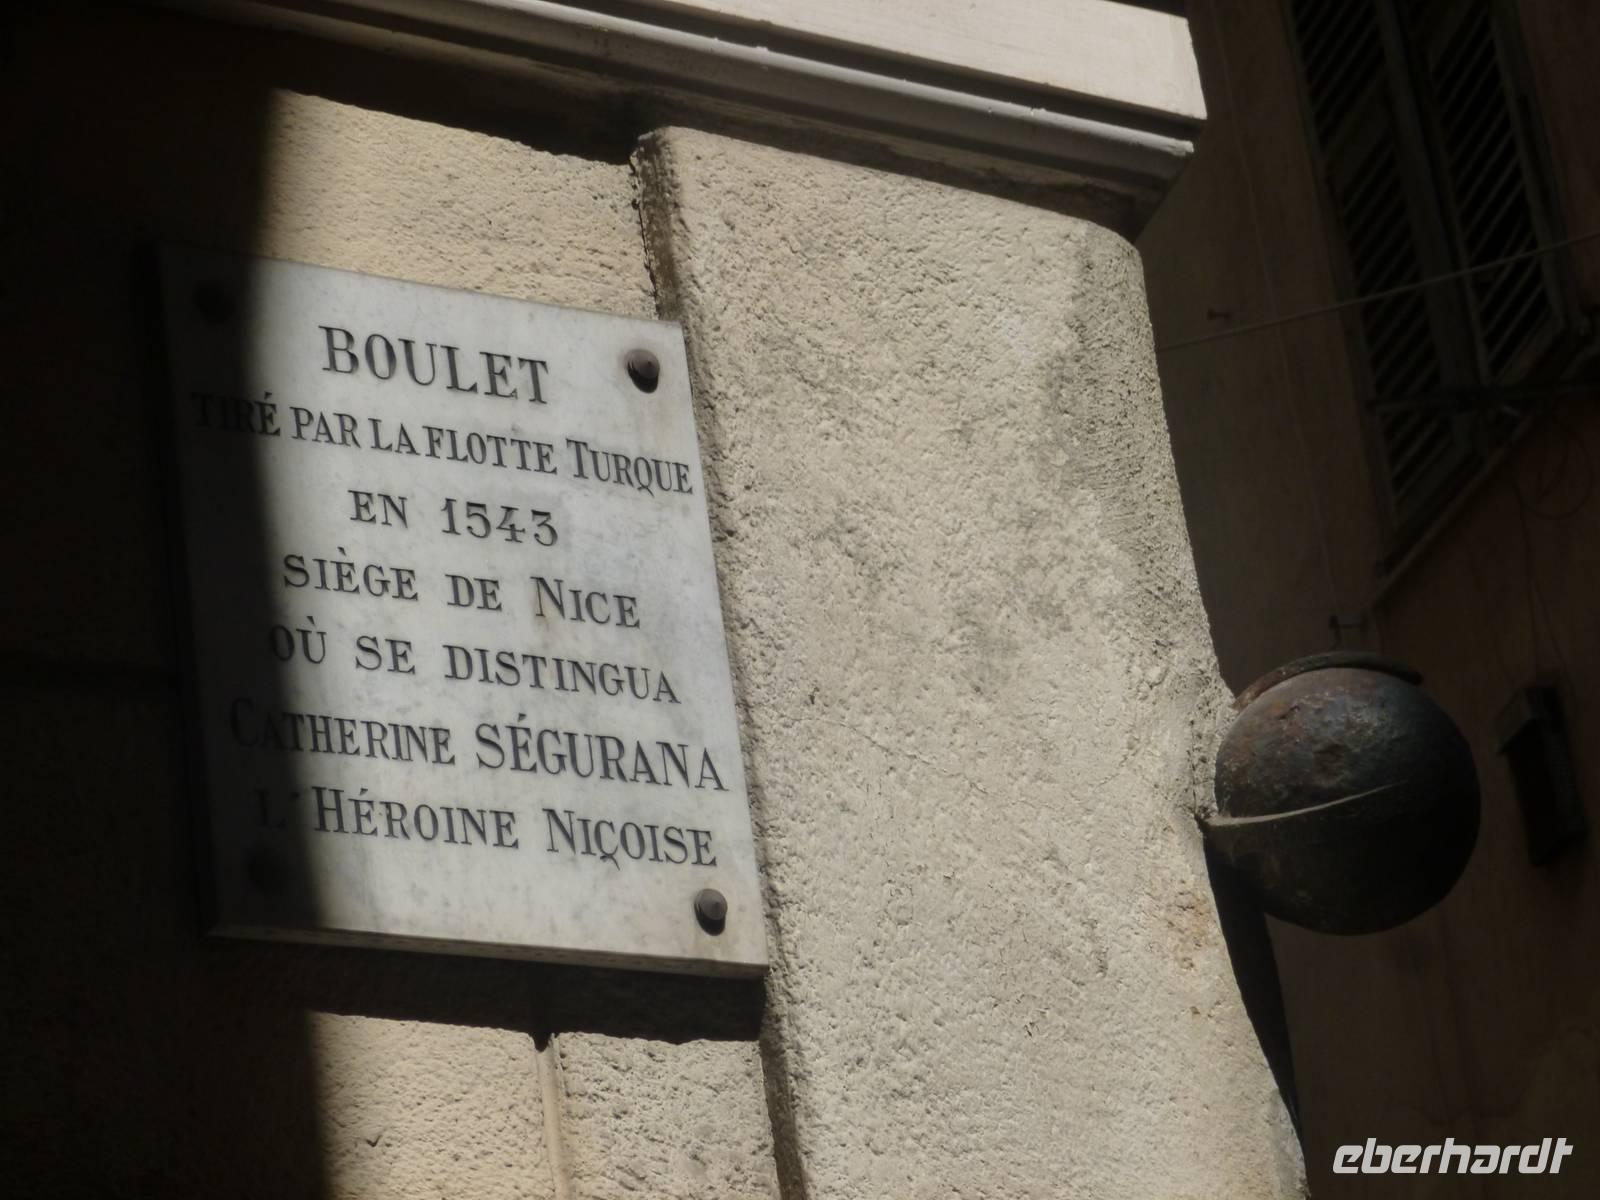 BOULET
TIRÉ PAR LA FLOTTE TURQUE
EN 1543
SIÈGE DE NICE
OÙ SE DISTINGUA
CATHERINE SÉGURANA
L'HÉROINE NIÇOISE
eberhardt